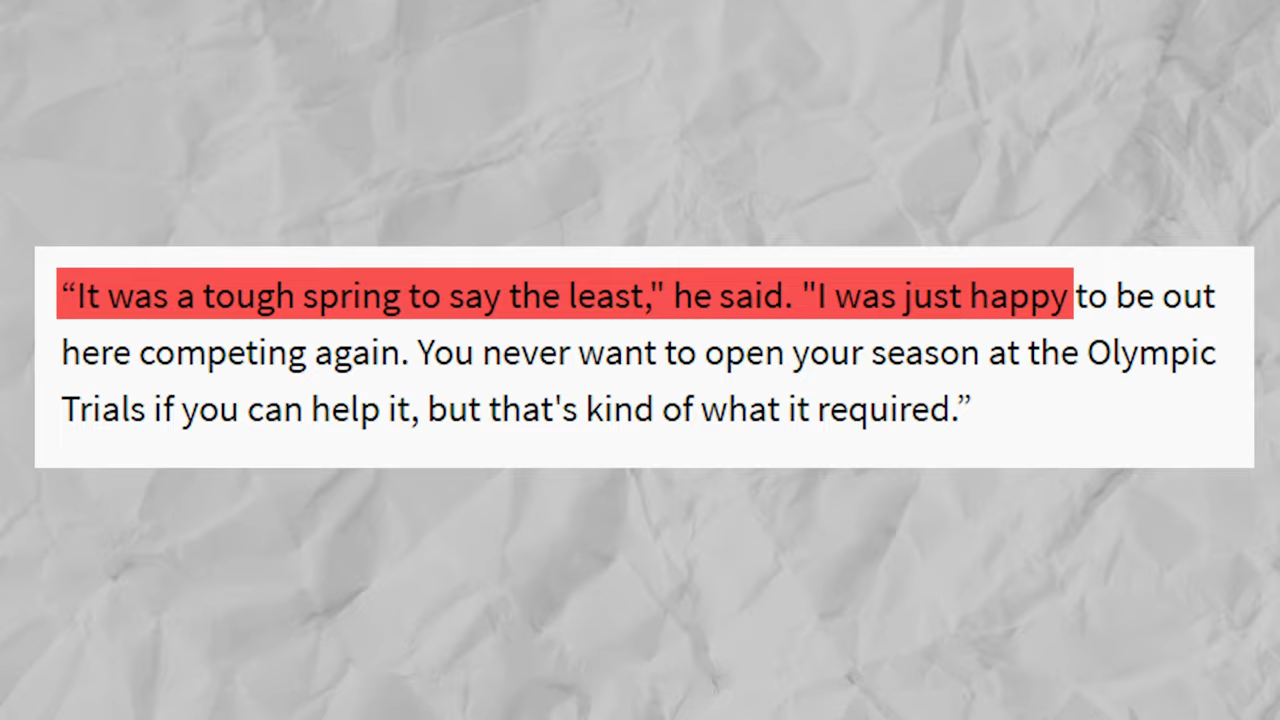 “It was a tough spring to say the least," he said. "I was just happy to be out
here competing again. You never want to open your season at the Olympic
Trials if you can help it, but that's kind of what it required.”